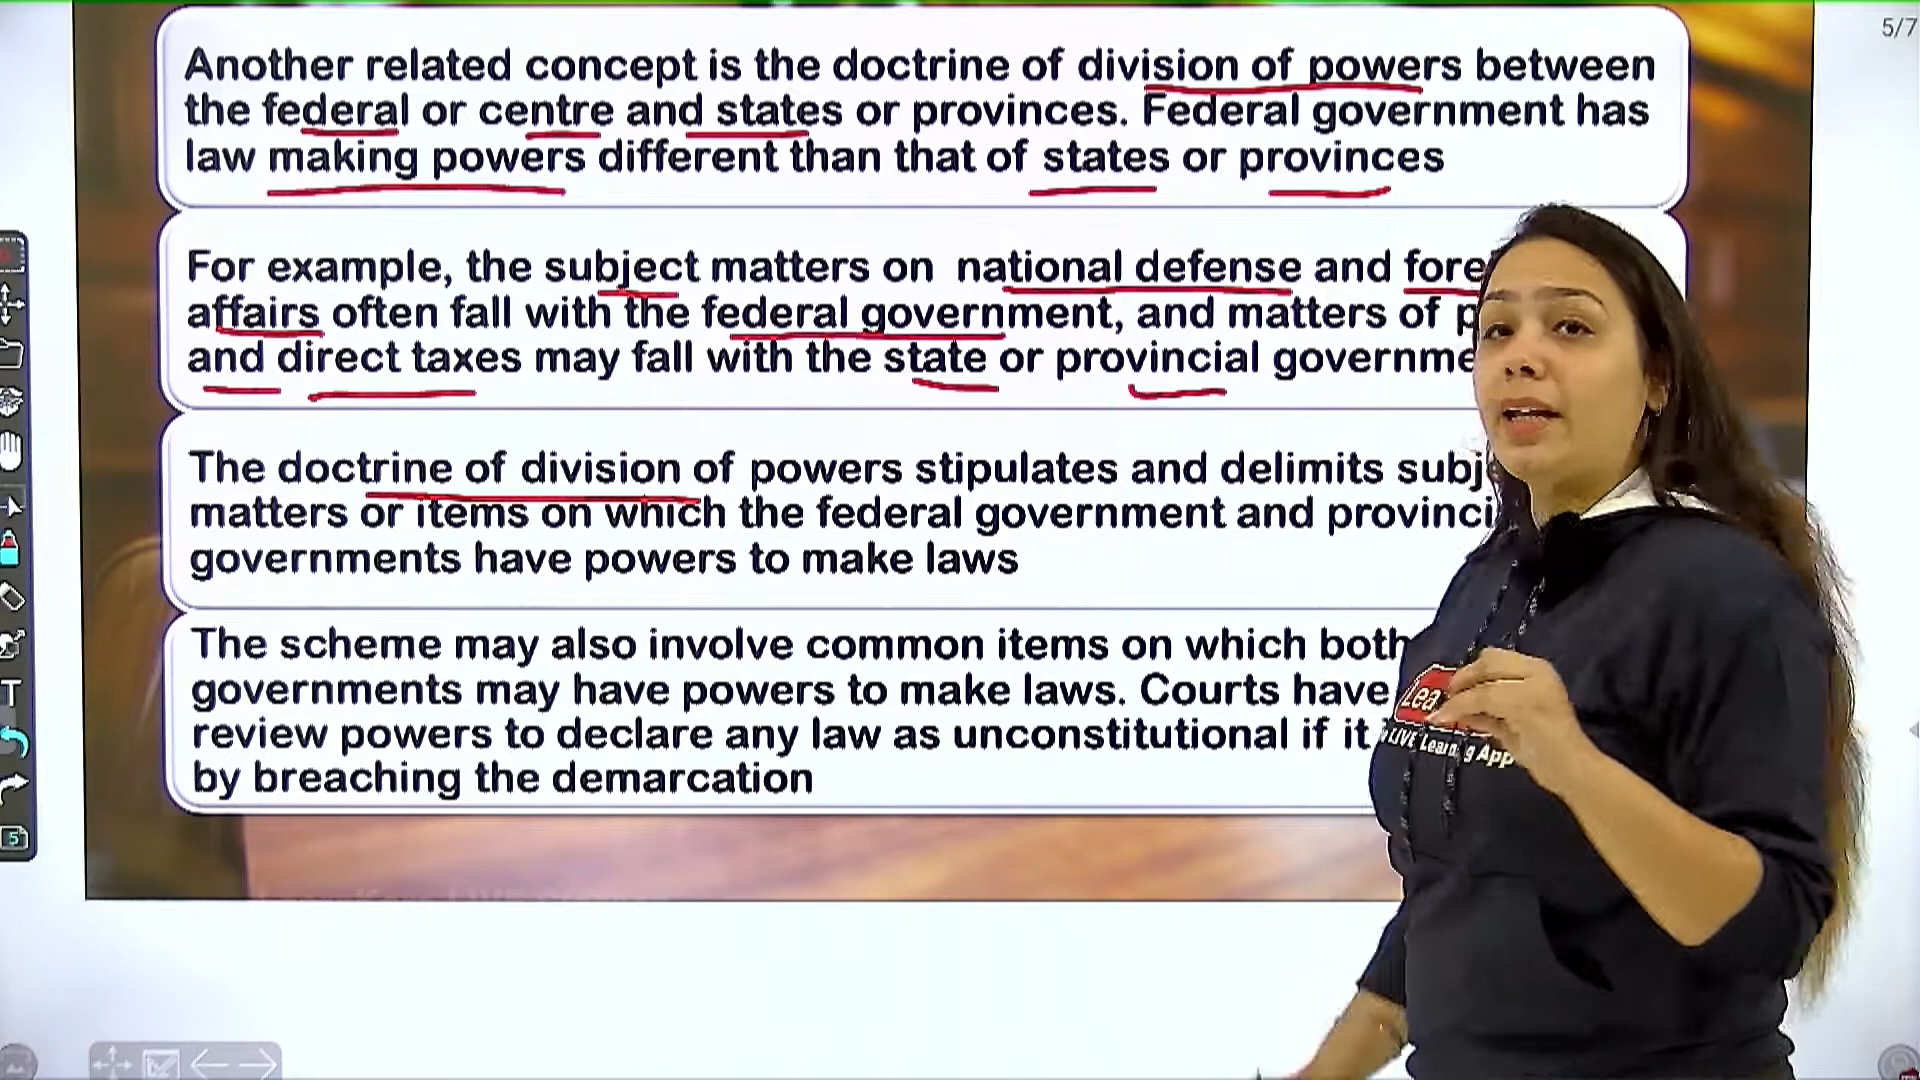 5/7
Another related concept is the doctrine of division of powers between
the federal or centre and states or provinces. Federal government has
law making powers different than that of states or provinces
For example, the subject matters on national defense and
affairs often fall with the federal government, and matters of
and direct taxes may fall with the state or provincial
The doctrine of division of powers stipulates and delimits
matters or items on which the federal government and
governments have powers to make laws
The scheme may also involve common items on which both
governments may have powers to make laws. Courts have
review powers to declare any law as unconstitutional if it
by breaching the demarcation
LIVE Learning App
T
5